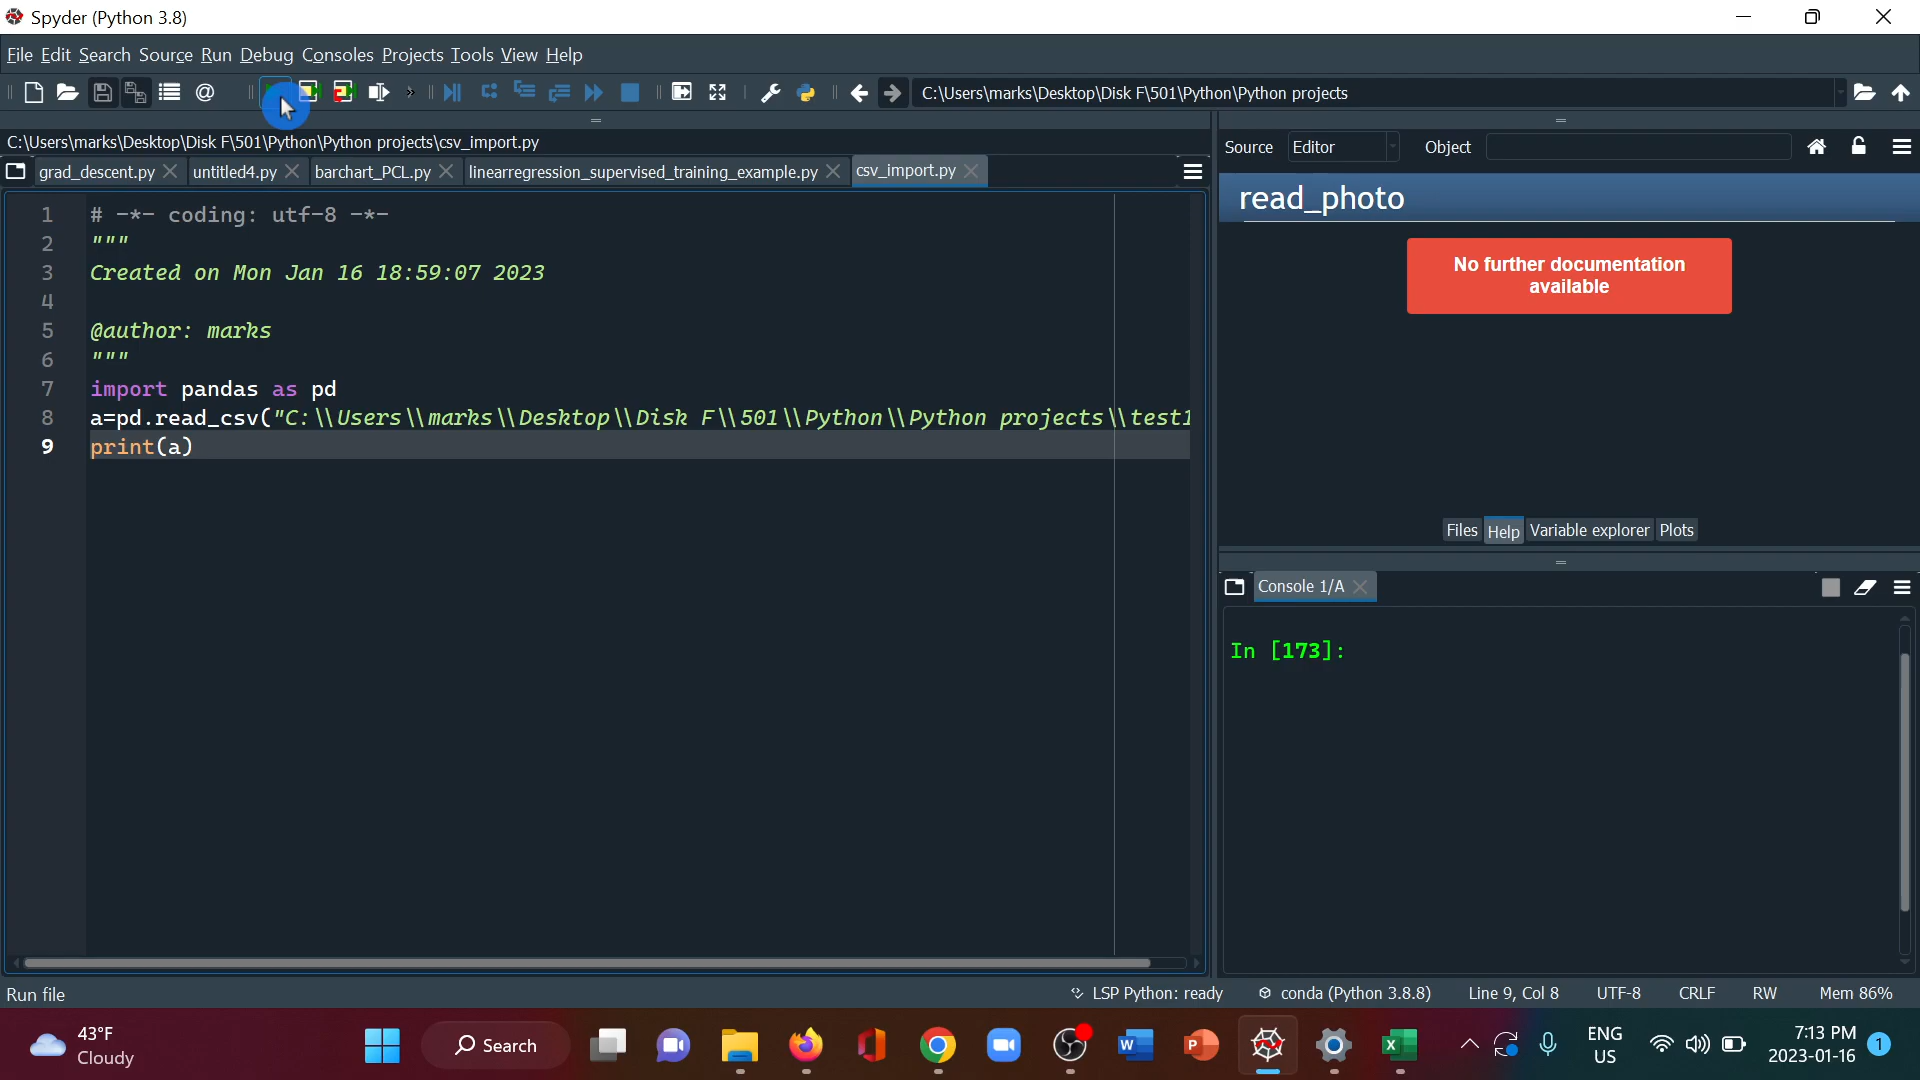 Spyder (Python 3.8)
File Edit Search Source Run Debug Consoles Projects Tools View Help
C:\Users\marks\Desktop\Disk F\501\Python\Python projects
C:\Users\marks\Desktop\Disk F\501\Python\Python projects\csv_import.py
grad_descent.py untitled4.py barchart_PCL.py linearregression_supervised_training_example.py csv_import.py
1 # -*- coding: utf-8 -*-
2 """
3 Created on Mon Jan 16 18:59:07 2023
4
5 @author: marks
6 """
7 import pandas as pd
8 a=pd.read_csv("C:\\Users\\marks\\Desktop\\Disk F\\501\\Python\\Python projects\\test1
9 print(a)
Source Editor Object
read_photo
No further documentation
available
Files Help Variable explorer Plots
Console 1/A
In [173]:
Run file
LSP Python: ready conda (Python 3.8.8) Line 9, Col 8 UTF-8 CRLF RW Mem 86%
43°F
Cloudy
Search
ENG
US
7:13 PM
2023-01-16
1